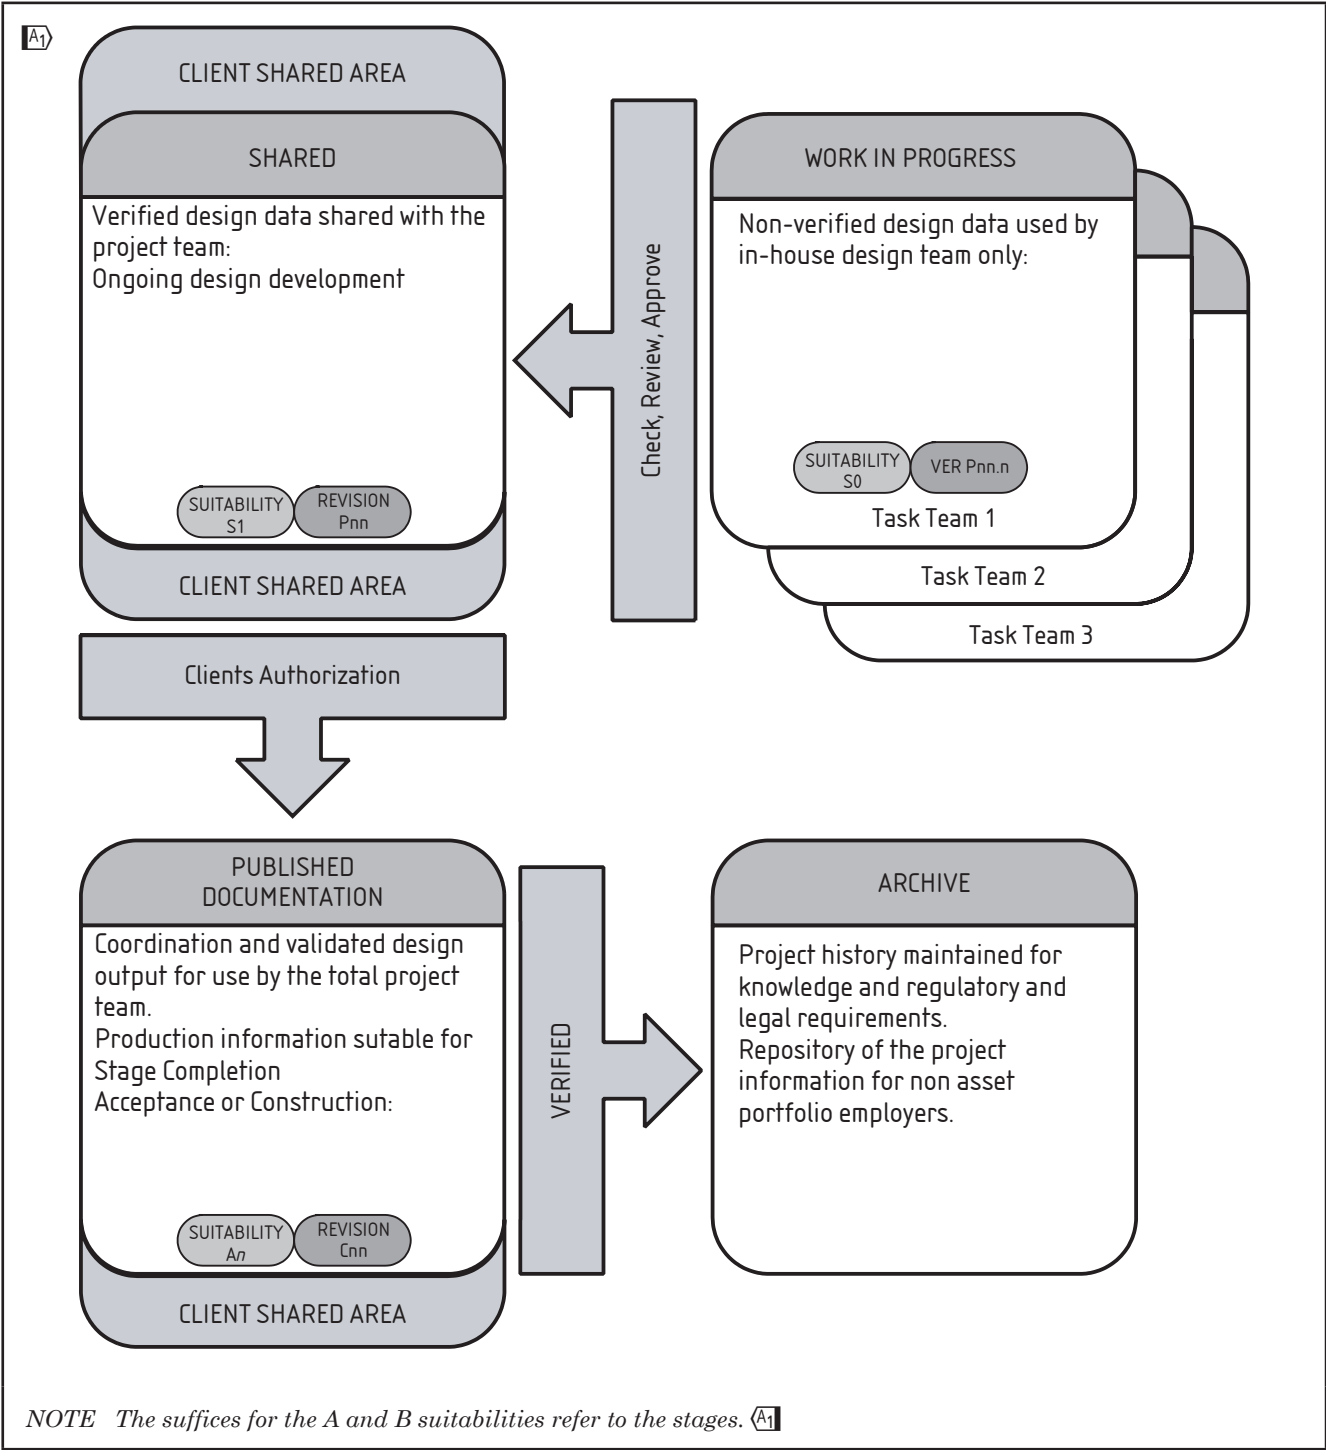 A1
CLIENT SHARED AREA
SHARED
Verified design data shared with the
project team:
Ongoing design development
SUITABILITY
S1
REVISION
Pnn
CLIENT SHARED AREA
Check, Review, Approve
WORK IN PROGRESS
Non-verified design data used by
in-house design team only:
SUITABILITY
S0
VER Pnn.n
Task Team 1
Task Team 2
Task Team 3
Clients Authorization
PUBLISHED
DOCUMENTATION
Coordination and validated design
output for use by the total project
team.
Production information sutable for
Stage Completion
Acceptance or Construction:
SUITABILITY
An
REVISION
Cnn
CLIENT SHARED AREA
VERIFIED
ARCHIVE
Project history maintained for
knowledge and regulatory and
legal requirements.
Repository of the project
information for non asset
portfolio employers.
NOTE The suffices for the A and B suitabilities refer to the stages. A1